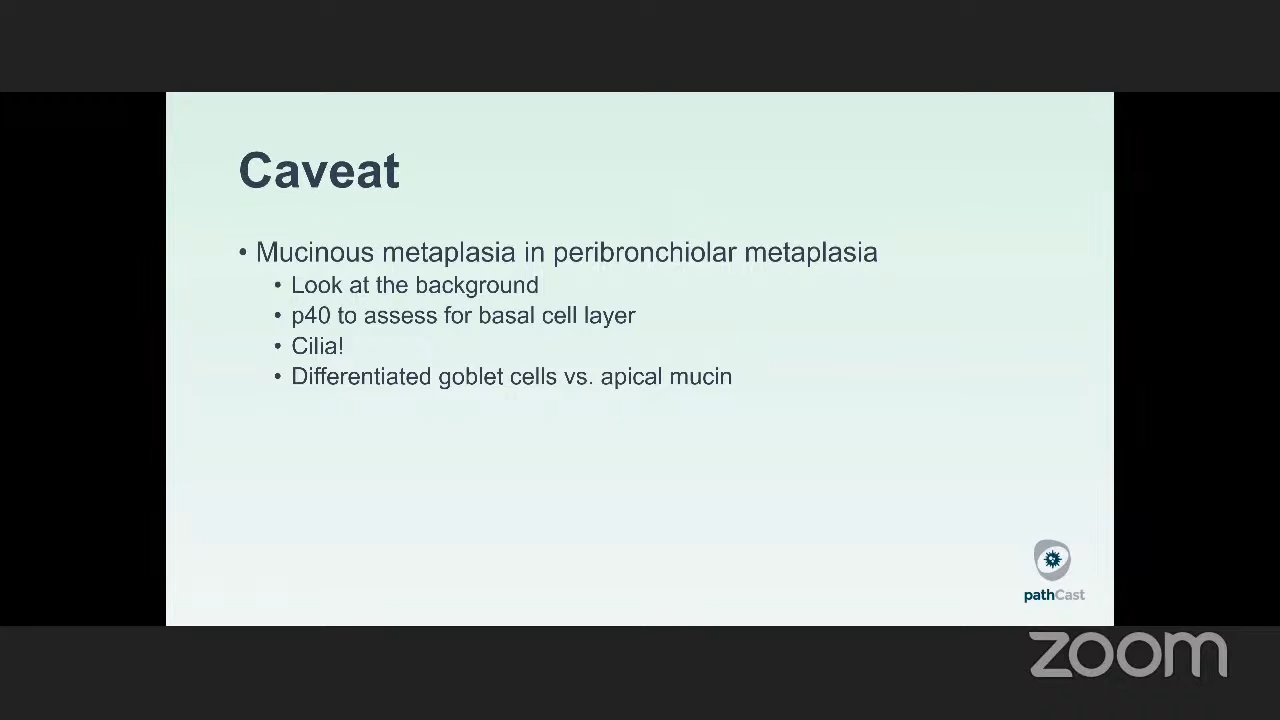 Caveat
• Mucinous metaplasia in peribronchiolar metaplasia
• Look at the background
• p40 to assess for basal cell layer
• Cilia!
• Differentiated goblet cells vs. apical mucin
pathCast
zoom